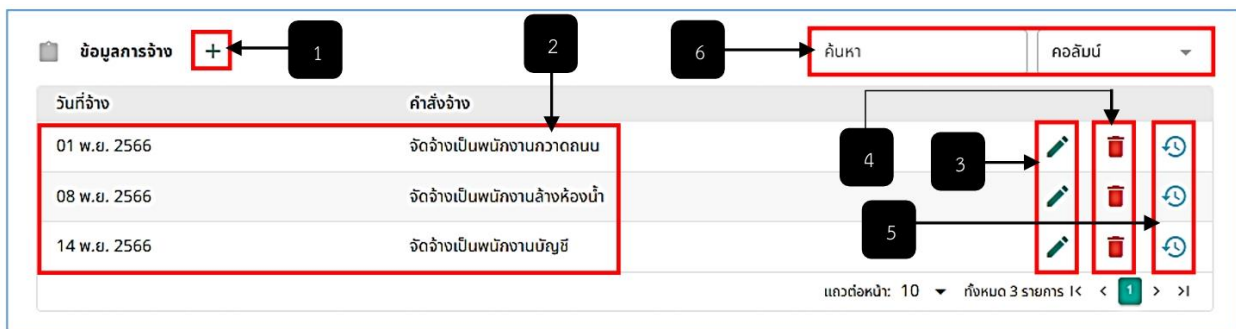 ข้อมูลการจ้าง + 1 2 6 ค้นหา คอลัมน์
วันที่จ้าง คำสั่งจ้าง
01 พ.ย. 2566 จัดจ้างเป็นพนักงานกวาดถนน 4 3
08 พ.ย. 2566 จัดจ้างเป็นพนักงานล้างห้องน้ำ
14 พ.ย. 2566 จัดจ้างเป็นพนักงานบัญชี 5
แถวต่อหน้า: 10 ทั้งหมด 3 รายการ |< < 1 > >|